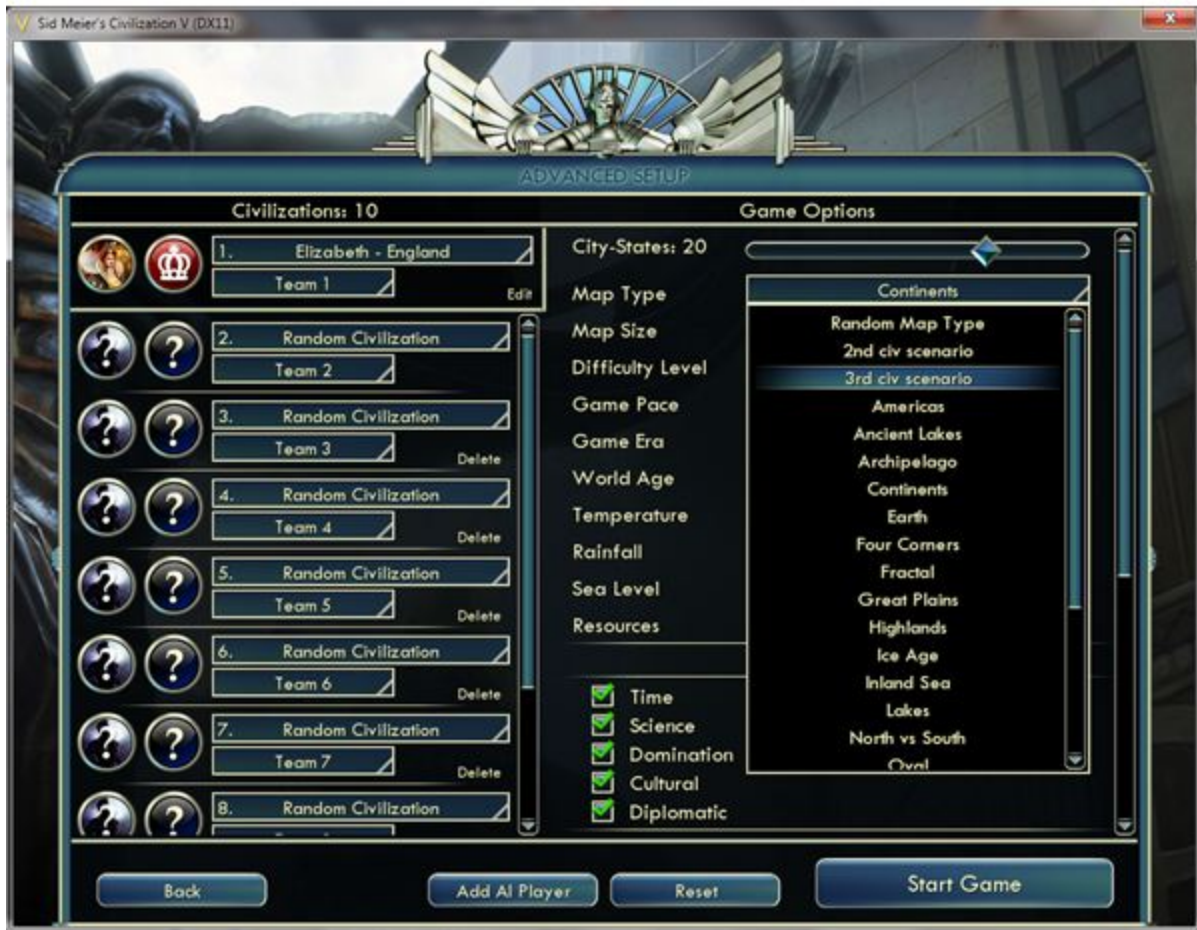 Sid Meier's Civilization V (DX11)
ADVANCED SETUP
Civilizations: 10
1. Elizabeth - England
Team 1
Edit
2. Random Civilization
Team 2
3. Random Civilization
Team 3
Delete
4. Random Civilization
Team 4
Delete
5. Random Civilization
Team 5
Delete
6. Random Civilization
Team 6
Delete
7. Random Civilization
Team 7
Delete
8. Random Civilization
Game Options
City-States: 20
Map Type
Continents
Map Size
Difficulty Level
Game Pace
Game Era
World Age
Temperature
Rainfall
Sea Level
Resources
Random Map Type
2nd civ scenario
3rd civ scenario
Americas
Ancient Lakes
Archipelago
Continents
Earth
Four Corners
Fractal
Great Plains
Highlands
Ice Age
Inland Sea
Lakes
North vs South
Oval
Time
Science
Domination
Cultural
Diplomatic
Back
Add AI Player
Reset
Start Game